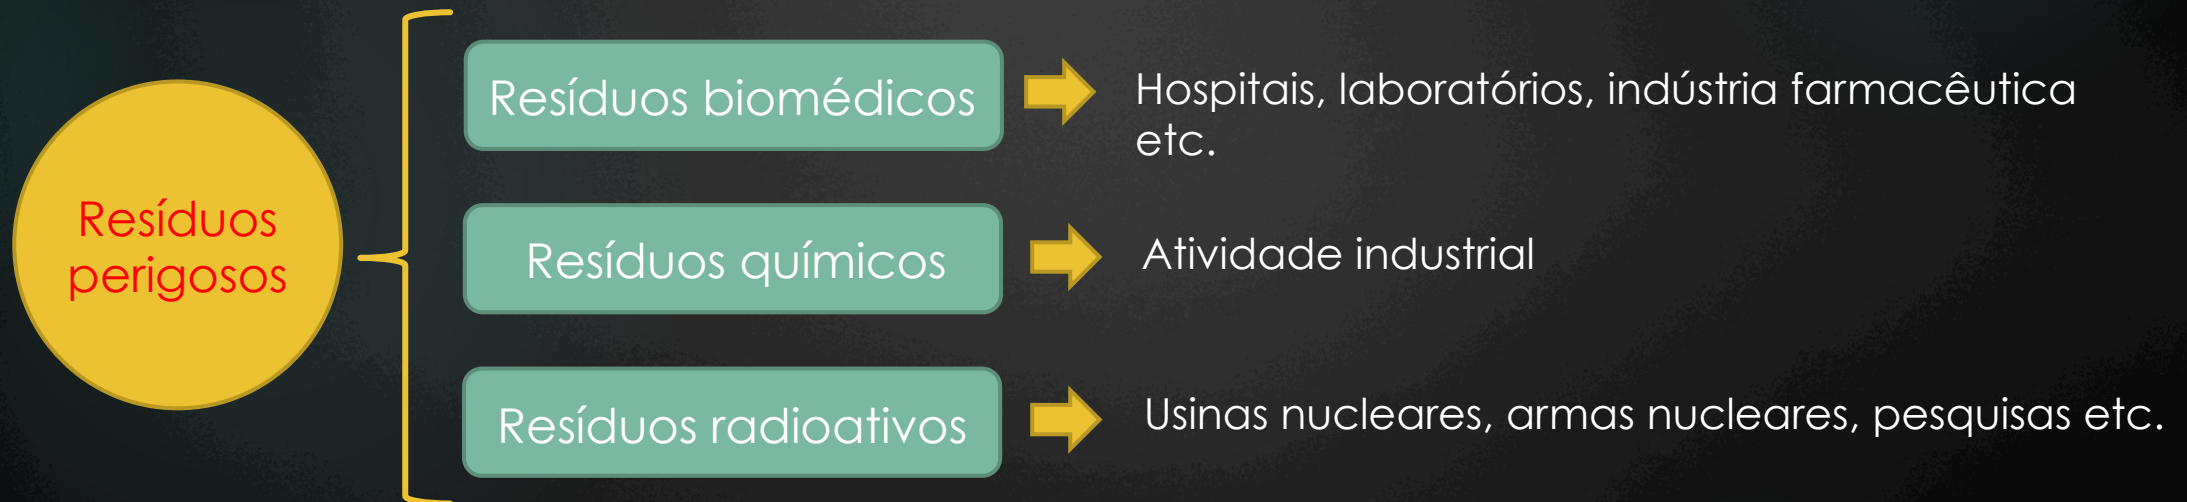 Resíduos
perigosos
Resíduos biomédicos
Hospitais, laboratórios, indústria farmacêutica
etc.
Resíduos químicos
Atividade industrial
Resíduos radioativos
Usinas nucleares, armas nucleares, pesquisas etc.